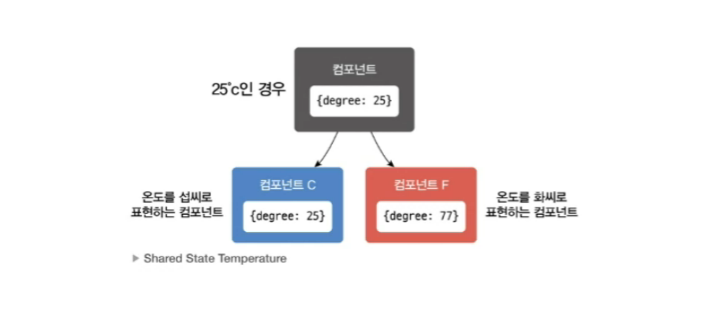 컴포넌트
25°c인 경우
{degree: 25}
컴포넌트 C
컴포넌트 F
온도를 섭씨로
표현하는 컴포넌트
{degree: 25}
{degree: 77}
온도를 화씨로
표현하는 컴포넌트
▶ Shared State Temperature